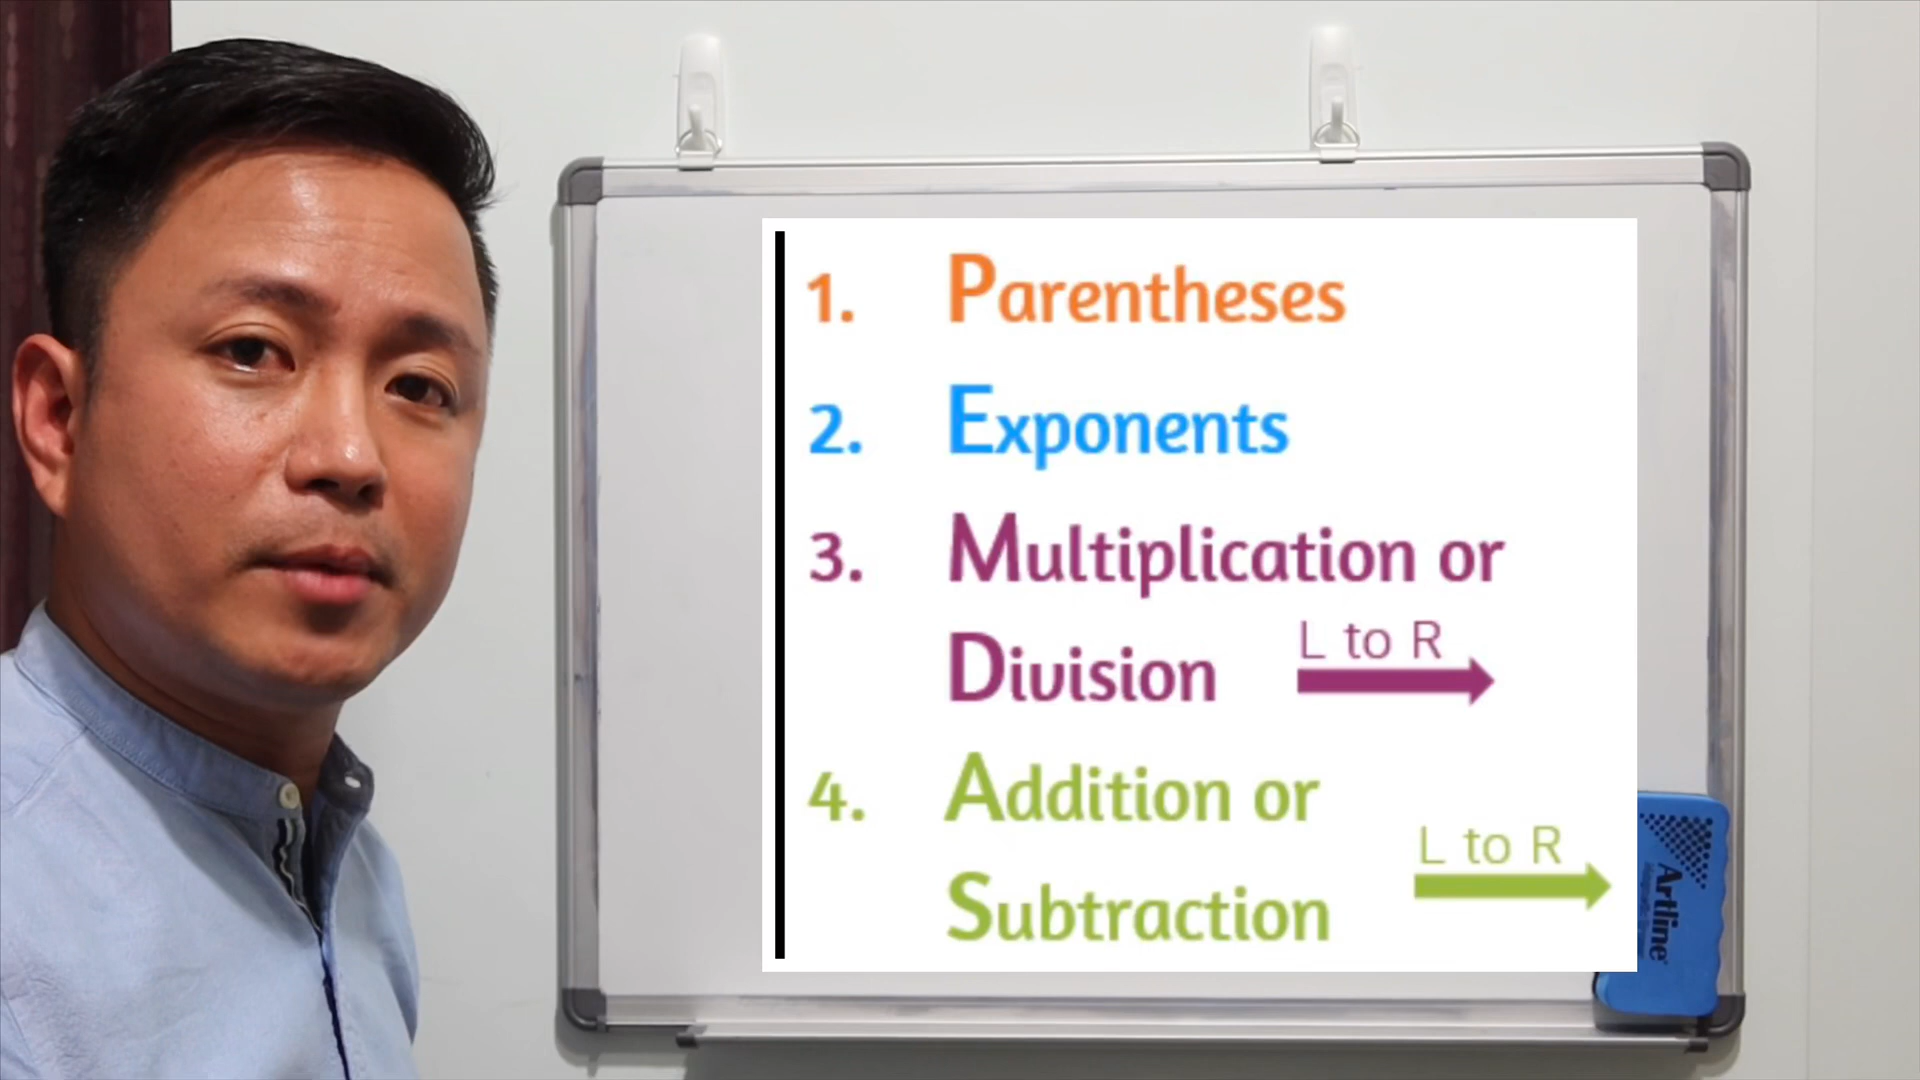 1. Parentheses
2. Exponents
3. Multiplication or
Division
L to R
4. Addition or
Subtraction
L to R
Artline